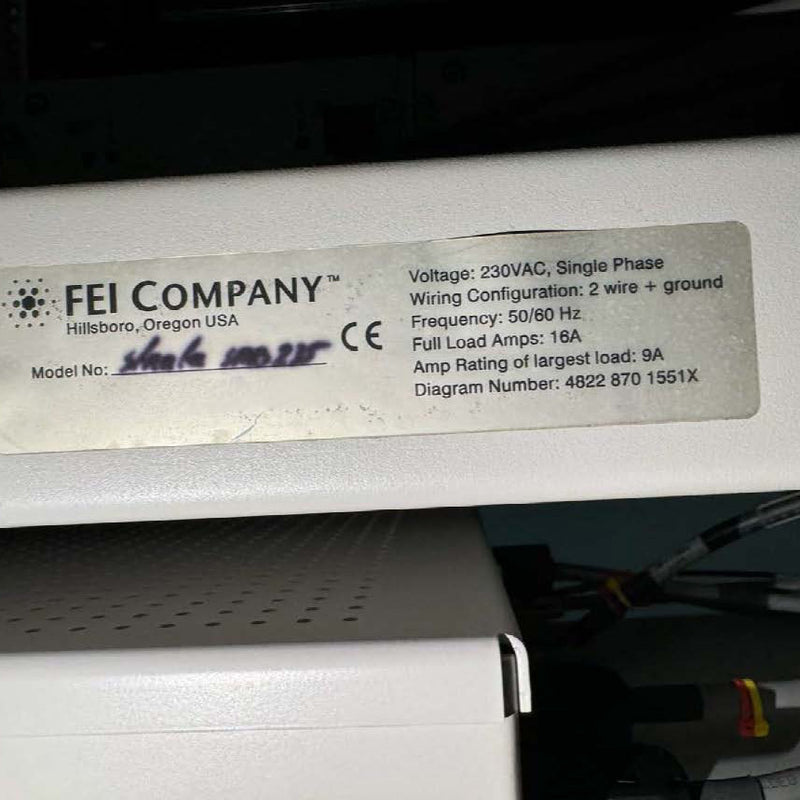 FEI COMPANY™
Hillsboro, Oregon USA
CE
Model No:
Voltage: 230VAC, Single Phase
Wiring Configuration: 2 wire + ground
Frequency: 50/60 Hz
Full Load Amps: 16A
Amp Rating of largest load: 9A
Diagram Number: 4822 870 1551X